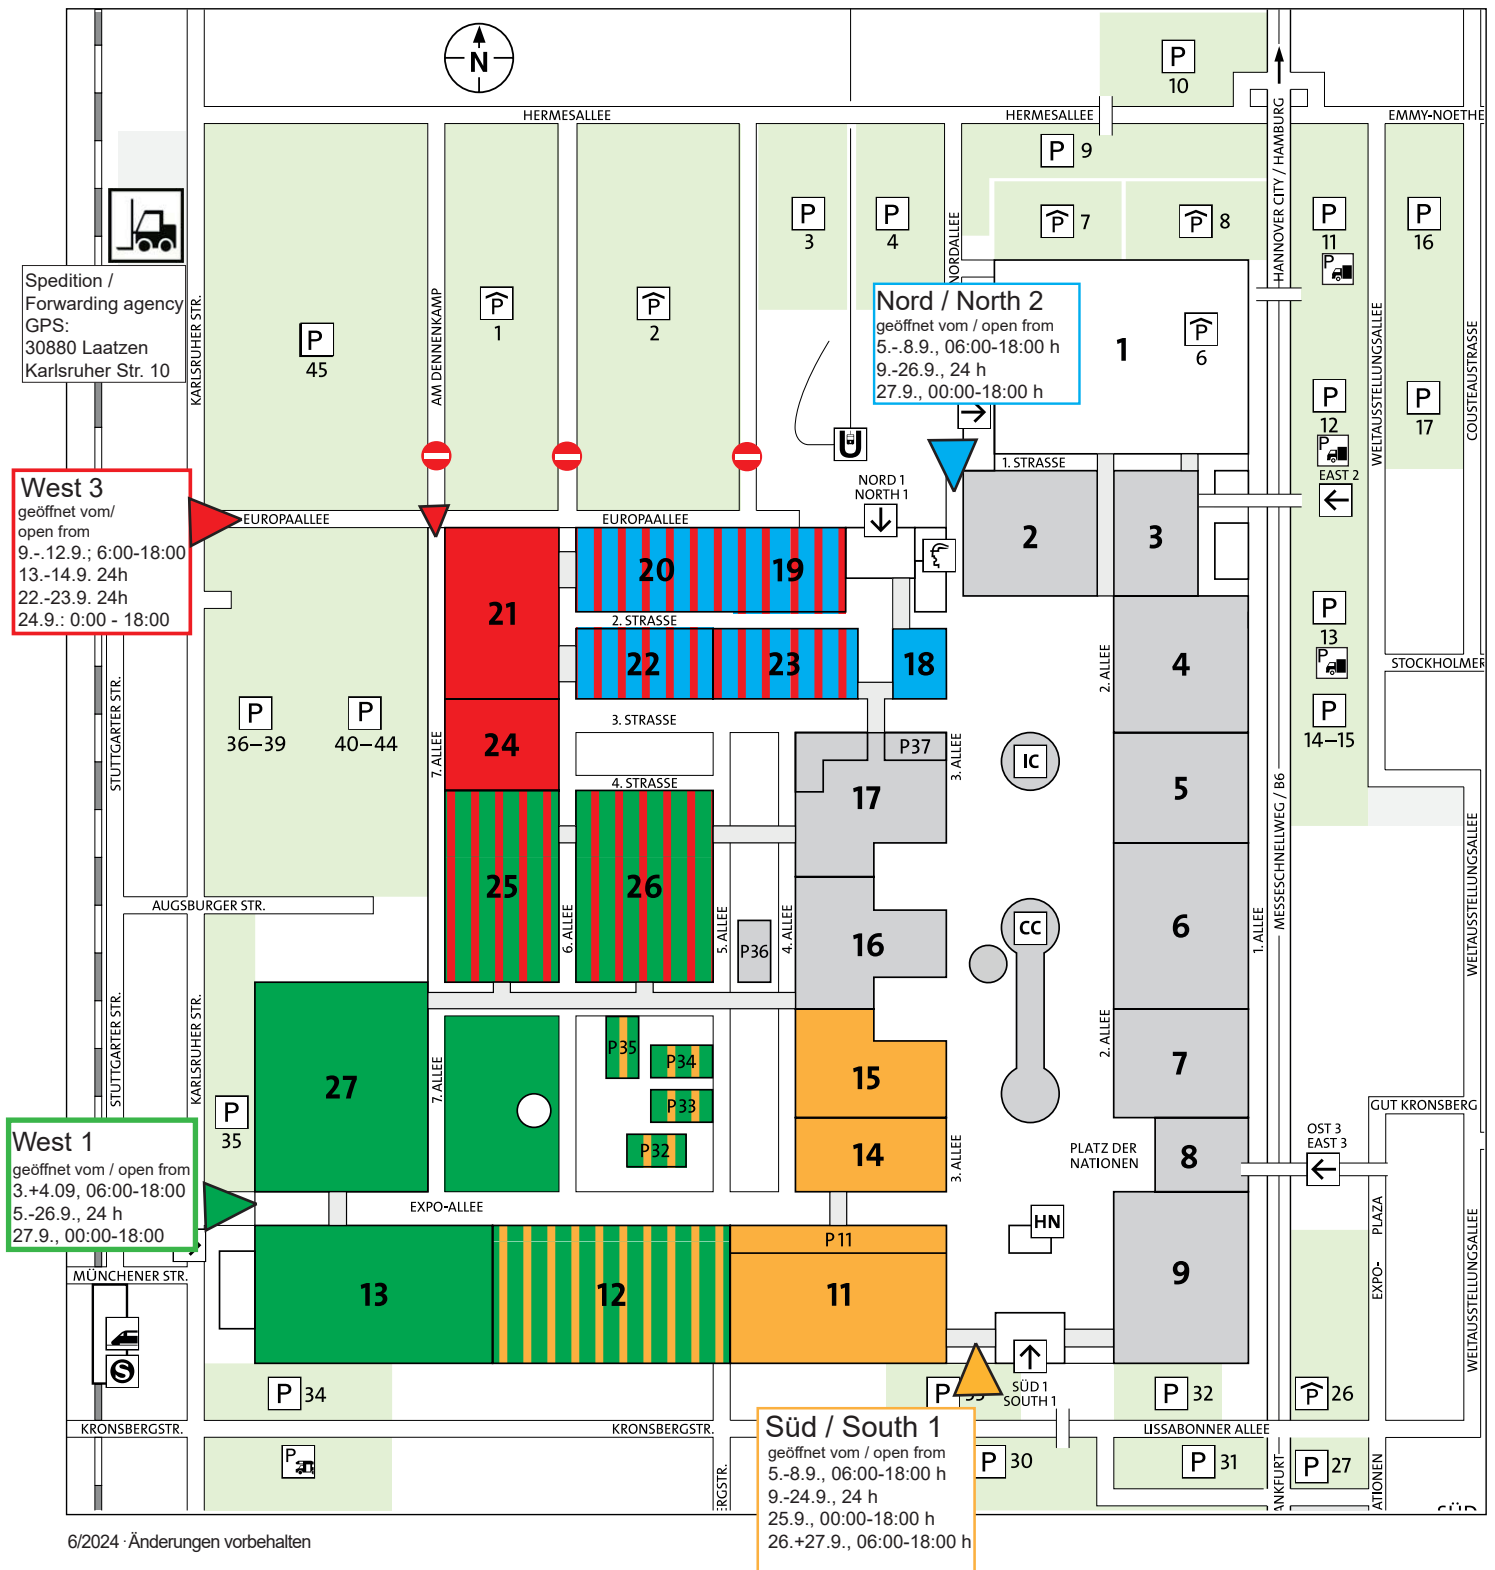 N
P
10
HERMESALLEE
HERMESALLEE
EMMY-NOETHE
P 9
P
3
P
4
P 7
P 8
P
11
P
P
16
HANNOVER CITY / HAMBURG
NORDALLEE
Spedition /
Forwarding agency
GPS:
30880 Laatzen
Karlsruher Str. 10
KARLSRUHER STR.
P
45
AM DENNENKAMP
P
1
P
2
Nord / North 2
geöffnet vom / open from
5.-.8.9., 06:00-18:00 h
9.-26.9., 24 h
27.9., 00:00-18:00 h
1
P
6
WELTAUSSTELLUNGSALLEE
COUSTEAUSTRASSE
P
12
P
EAST 2
P
17
U
1. STRASSE
NORD 1
NORTH 1
West 3
geöffnet vom/
open from
9.-.12.9.; 6:00-18:00
13.-14.9. 24h
22.-23.9. 24h
24.9.: 0:00 - 18:00
EUROPAALLEE
EUROPAALLEE
2
3
20
19
21
2. STRASSE
22
23
18
4
2. ALLEE
P
13
P
STOCKHOLMER
P
14–15
STUTTGARTER STR.
P
36–39
P
40–44
7. ALLEE
24
3. STRASSE
4. STRASSE
P37
3. ALLEE
IC
17
5
MESSESCHNELLWEG / B6
WELTAUSSTELLUNGSALLEE
25
26
AUGSBURGER STR.
6. ALLEE
5. ALLEE
P36
4. ALLEE
16
CC
6
1. ALLEE
STUTTGARTER STR.
KARLSRUHER STR.
27
7. ALLEE
P35
P34
P33
P32
15
14
3. ALLEE
2. ALLEE
7
P
35
GUT KRONSBERG
OST 3
EAST 3
PLATZ DER
NATIONEN
8
West 1
geöffnet vom / open from
3.+4.09, 06:00-18:00
5.-26.9., 24 h
27.9., 00:00-18:00
EXPO-ALLEE
HN
PLAZA
EXPO-
WELTAUSSTELLUNGSALLEE
MÜNCHENER STR.
13
12
P11
11
9
S
SÜD 1
SOUTH 1
P 34
P
P 32
P 26
KRONSBERGSTR.
KRONSBERGSTR.
LISSABONNER ALLEE
P
Süd / South 1
geöffnet vom / open from
5.-8.9., 06:00-18:00 h
9.-24.9., 24 h
25.9., 00:00-18:00 h
26.+27.9., 06:00-18:00 h
P 30
P 31
P 27
RGSTR.
ANKFURT
ATIONEN
6/2024 · Änderungen vorbehalten